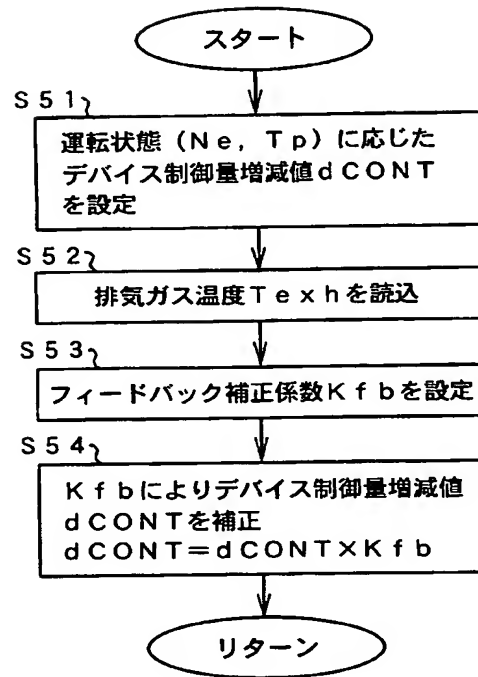 スタート
S51
運転状態(Ne,Tp)に応じた
デバイス制御量増減値dCONT
を設定
S52
排気ガス温度Texhを読込
S53
フィードバック補正係数Kfbを設定
S54
Kfbによりデバイス制御量増減値
dCONTを補正
dCONT=dCONT×Kfb
リターン